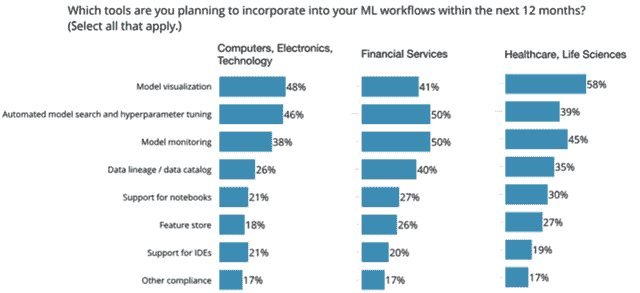 Which tools are you planning to incorporate into your ML workflows within the next 12 months?
(Select all that apply.)
Computers, Electronics,
Technology
Financial Services
Healthcare, Life Sciences
Model visualization 48% 41% 58%
Automated model search and hyperparameter tuning 46% 50% 39%
Model monitoring 38% 50% 45%
Data lineage / data catalog 26% 40% 35%
Support for notebooks 21% 27% 30%
Feature store 18% 26% 27%
Support for IDEs 21% 20% 19%
Other compliance 17% 17% 17%